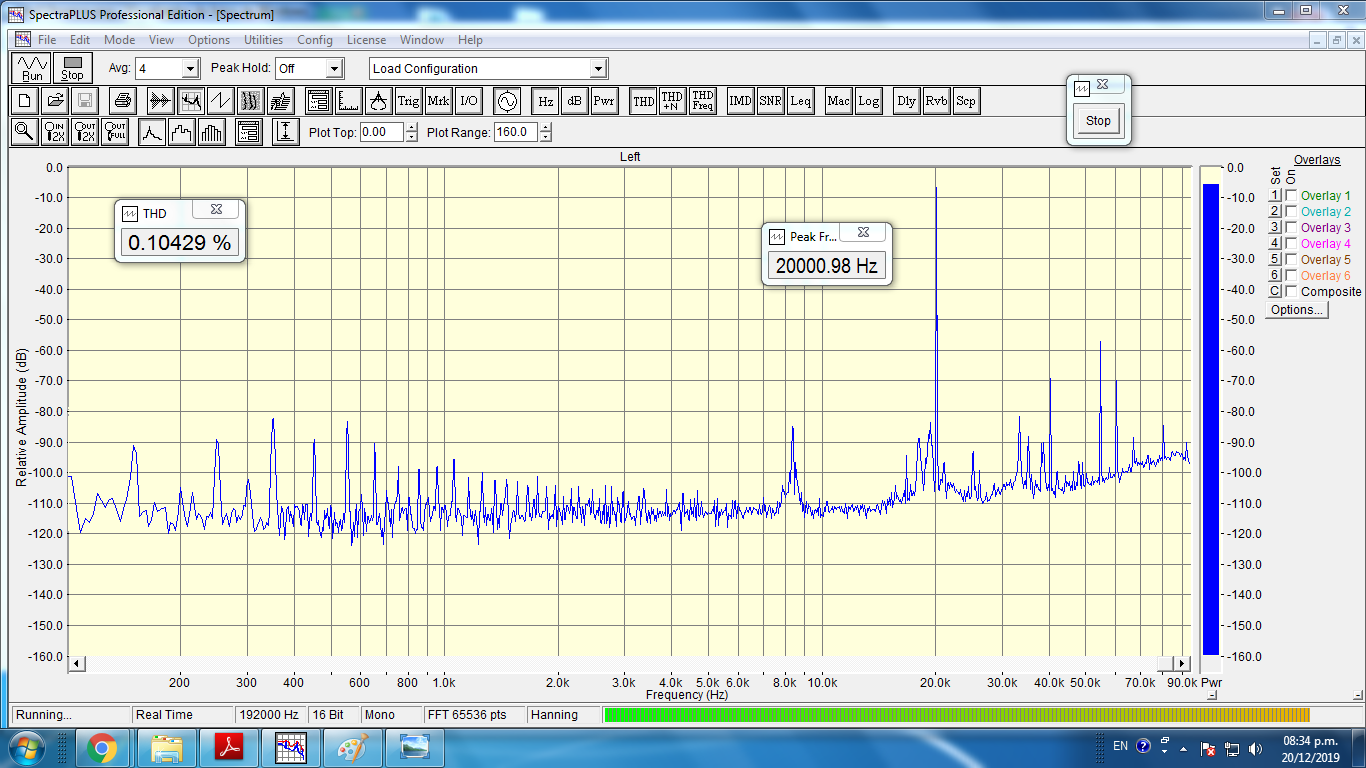 SpectraPLUS Professional Edition - [Spectrum]
File Edit Mode View Options Utilities Config License Window Help
Run Stop Avg: 4 Peak Hold: Off Load Configuration
Trig Mrk I/O Hz dB Pwr THD THD +N THD Freq IMD SNR Leq Mac Log Dly Rvb Scp
IN 2X OUT 2X OUT FULL Plot Top: 0.00 Plot Range: 160.0
Stop
Left
THD
0.10429 %
Peak Fr...
20000.98 Hz
Relative Amplitude (dB)
0.0
-10.0
-20.0
-30.0
-40.0
-50.0
-60.0
-70.0
-80.0
-90.0
-100.0
-110.0
-120.0
-130.0
-140.0
-150.0
-160.0
0.0
-10.0
-20.0
-30.0
-40.0
-50.0
-60.0
-70.0
-80.0
-90.0
-100.0
-110.0
-120.0
-130.0
-140.0
-150.0
-160.0
Overlays
Set On
1 Overlay 1
2 Overlay 2
3 Overlay 3
4 Overlay 4
5 Overlay 5
6 Overlay 6
C Composite
Options...
200 300 400 600 800 1.0k 2.0k 3.0k 4.0k 5.0k 6.0k 8.0k 10.0k 20.0k 30.0k 40.0k 50.0k 70.0k 90.0k Pwr
Frequency (Hz)
Running... Real Time 192000 Hz 16 Bit Mono FFT 65536 pts Hanning
EN 08:34 p.m.
20/12/2019